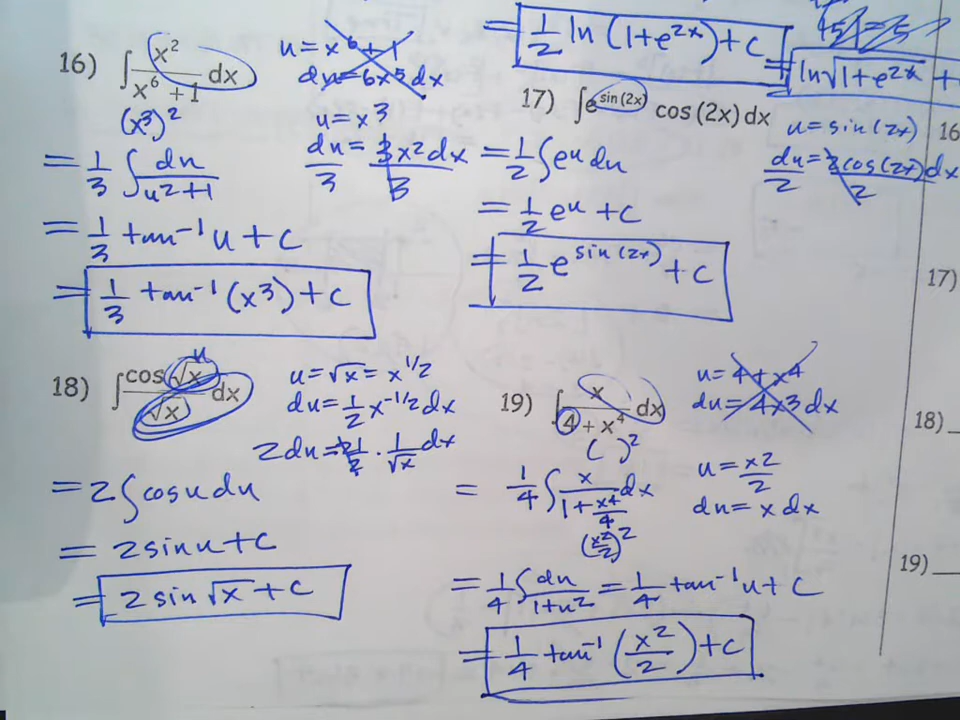 = 1/2 ln (1+e^(2x)) + c
= ln√(1+e^(2x)) +
16) ∫ x²/(x⁶ + 1) dx
(x³)²
u = x⁶ + 1
du = 6x⁵ dx
u = x³
du/3 = 3x² dx/3
= 1/3 ∫ du/(u²+1)
= 1/3 tan⁻¹ u + c
= 1/3 tan⁻¹ (x³) + c
17) ∫ e^(sin(2x)) cos (2x) dx
u = sin(2x)
du/2 = 2cos(2x)dx/2
= 1/2 ∫ e^u du
= 1/2 e^u + c
= 1/2 e^(sin(2x)) + c
18) ∫ cos(√x)/√x dx
u
u = √x = x^(1/2)
du = 1/2 x^(-1/2) dx
2du = 2 1/2 · 1/√x dx
= 2 ∫ cos u du
= 2 sin u + c
= 2 sin √x + c
19) ∫ x/(4 + x⁴) dx
( )²
u = 4 + x⁴
du = 4x³ dx
u = x²/2
du = x dx
= 1/4 ∫ x/(1 + x⁴/4) dx
(x²/2)²
= 1/4 ∫ du/(1+u²) = 1/4 tan⁻¹ u + c
= 1/4 tan⁻¹ (x²/2) + c
16
17)
18)
19)